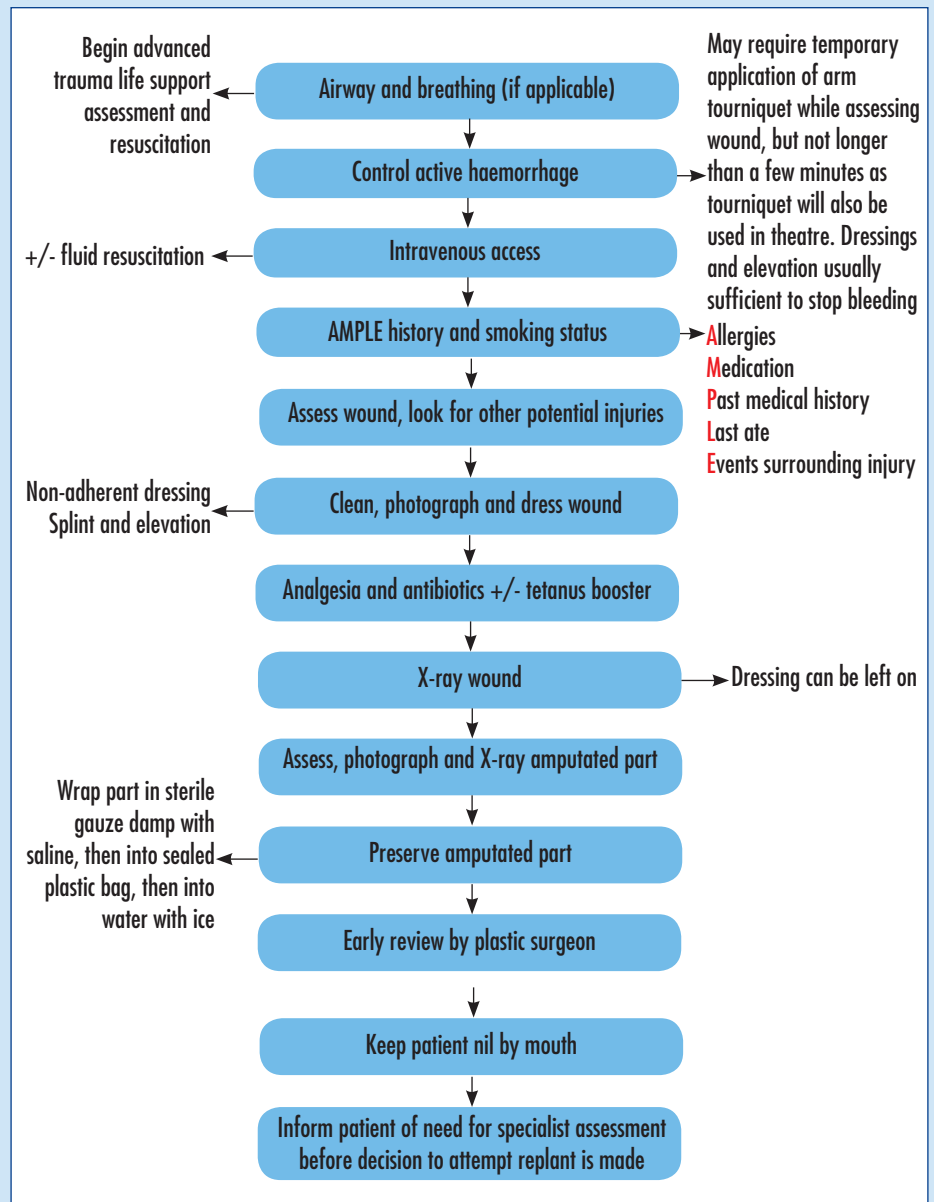 Begin advanced
trauma life support
assessment and
resuscitation
Airway and breathing (if applicable)
May require temporary
application of arm
tourniquet while assessing
wound, but not longer
than a few minutes as
tourniquet will also be
used in theatre. Dressings
and elevation usually
sufficient to stop bleeding
Control active haemorrhage
+/- fluid resuscitation
Intravenous access
AMPLE history and smoking status
Allergies
Medication
Past medical history
Last ate
Events surrounding injury
Assess wound, look for other potential injuries
Non-adherent dressing
Splint and elevation
Clean, photograph and dress wound
Analgesia and antibiotics +/- tetanus booster
X-ray wound
Dressing can be left on
Assess, photograph and X-ray amputated part
Wrap part in sterile
gauze damp with
saline, then into sealed
plastic bag, then into
water with ice
Preserve amputated part
Early review by plastic surgeon
Keep patient nil by mouth
Inform patient of need for specialist assessment
before decision to attempt replant is made